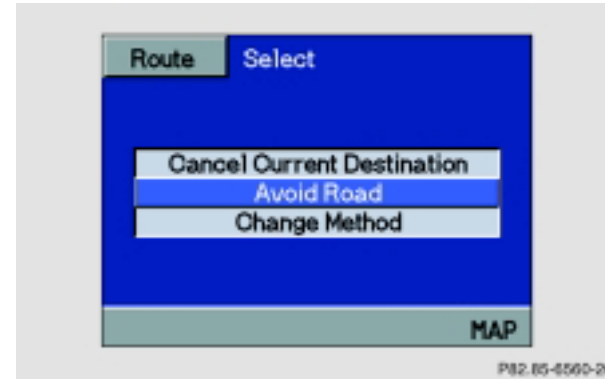 Route Select
Cancel Current Destination
Avoid Road
Change Method
MAP
P82.85-6560-2